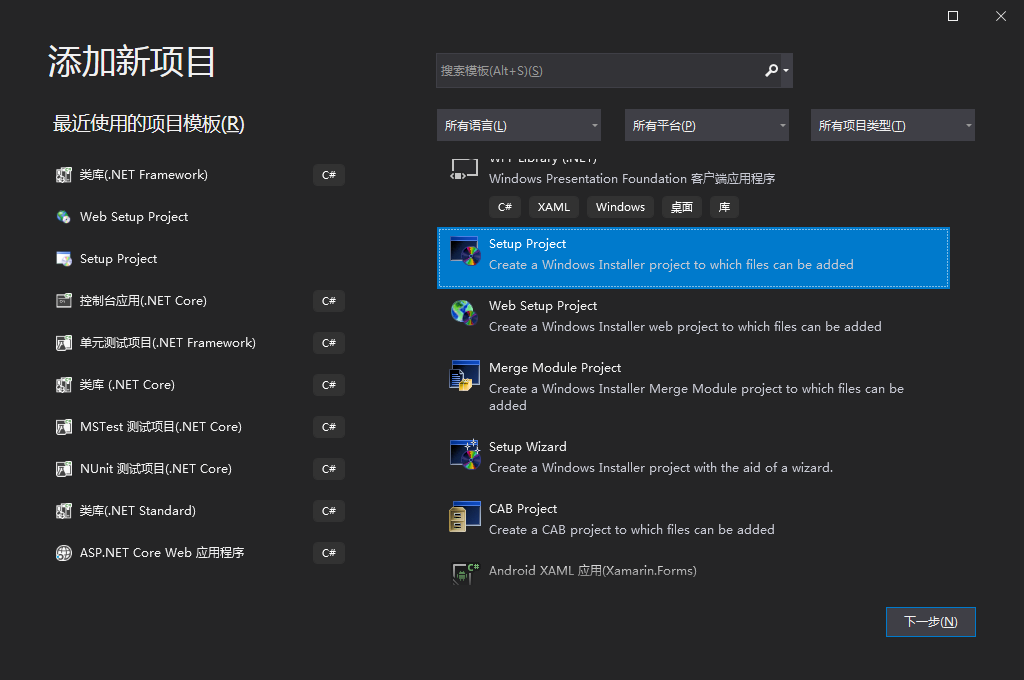 添加新项目
最近使用的项目模板(R)
类库(.NET Framework)
C#
Web Setup Project
Setup Project
控制台应用(.NET Core)
C#
单元测试项目(.NET Framework)
C#
类库 (.NET Core)
C#
MSTest 测试项目(.NET Core)
C#
NUnit 测试项目(.NET Core)
C#
类库(.NET Standard)
C#
ASP.NET Core Web 应用程序
C#
搜索模板(Alt+S)(S)
所有语言(L)
所有平台(P)
所有项目类型(T)
WPF Library (.NET)
Windows Presentation Foundation 客户端应用程序
C# XAML Windows 桌面 库
Setup Project
Create a Windows Installer project to which files can be added
Web Setup Project
Create a Windows Installer web project to which files can be added
Merge Module Project
Create a Windows Installer Merge Module project to which files can be
added
Setup Wizard
Create a Windows Installer project with the aid of a wizard.
CAB Project
Create a CAB project to which files can be added
Android XAML 应用(Xamarin.Forms)
下一步(N)